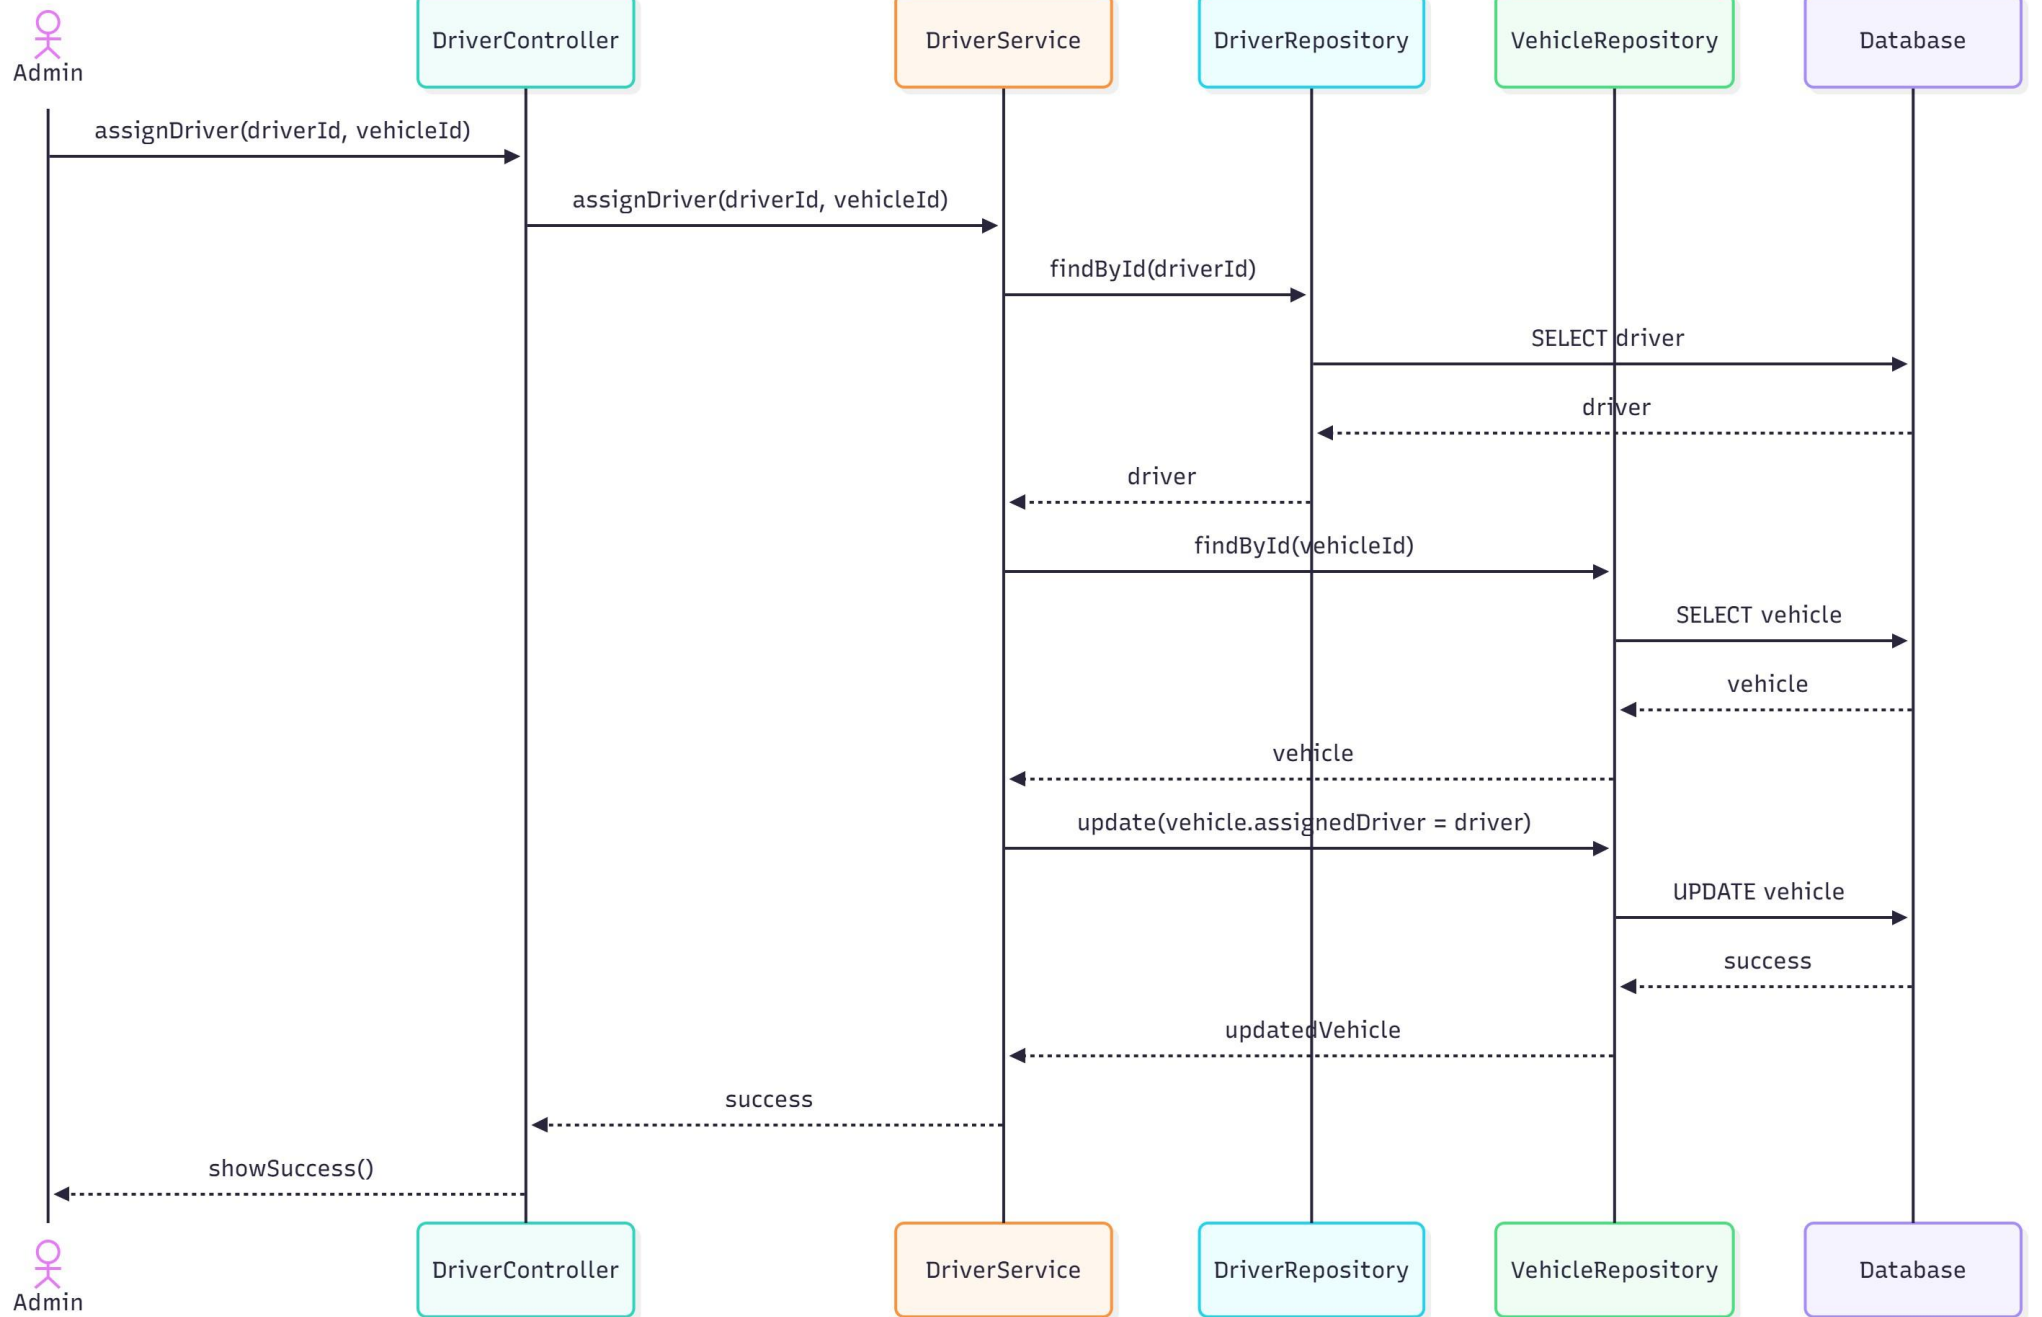 Admin
DriverController
DriverService
DriverRepository
VehicleRepository
Database
assignDriver(driverId, vehicleId)
assignDriver(driverId, vehicleId)
findById(driverId)
SELECT driver
driver
driver
findById(vehicleId)
SELECT vehicle
vehicle
vehicle
update(vehicle.assignedDriver = driver)
UPDATE vehicle
success
updatedVehicle
success
showSuccess()
Admin
DriverController
DriverService
DriverRepository
VehicleRepository
Database